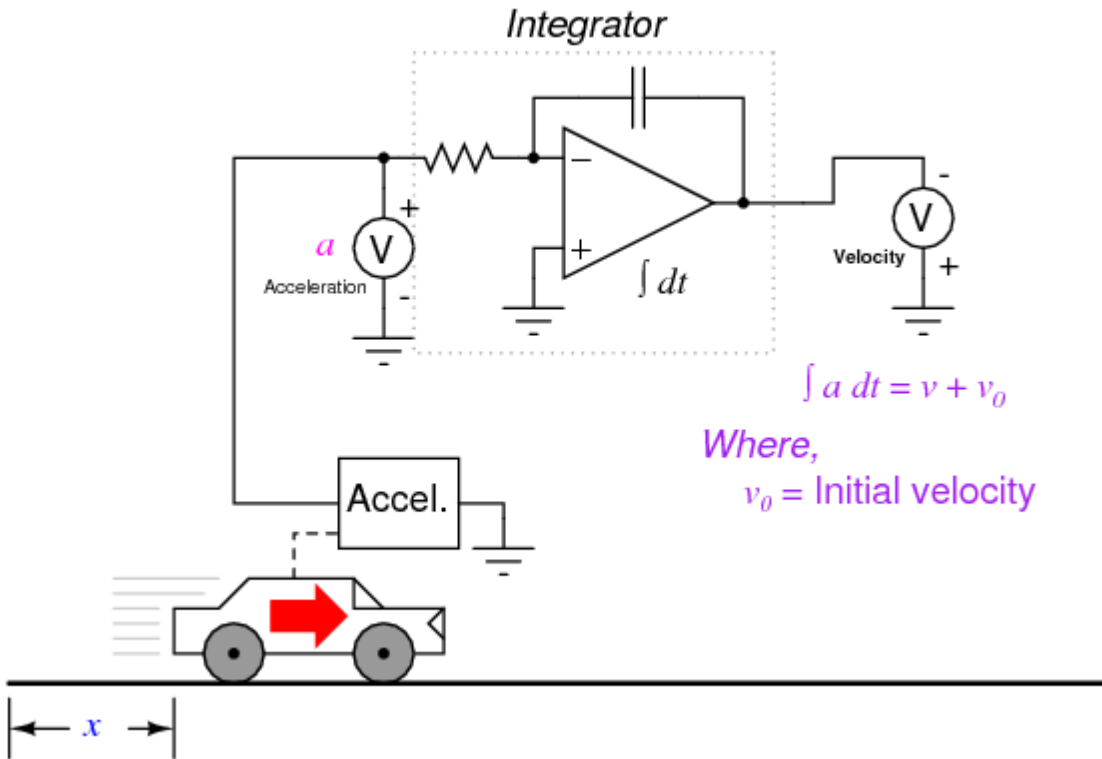 Integrator
−
+
V
a
Acceleration
+
-
∫ dt
-
V
Velocity
+
∫ a dt = v + v₀
Where,
v₀ = Initial velocity
Accel.
x